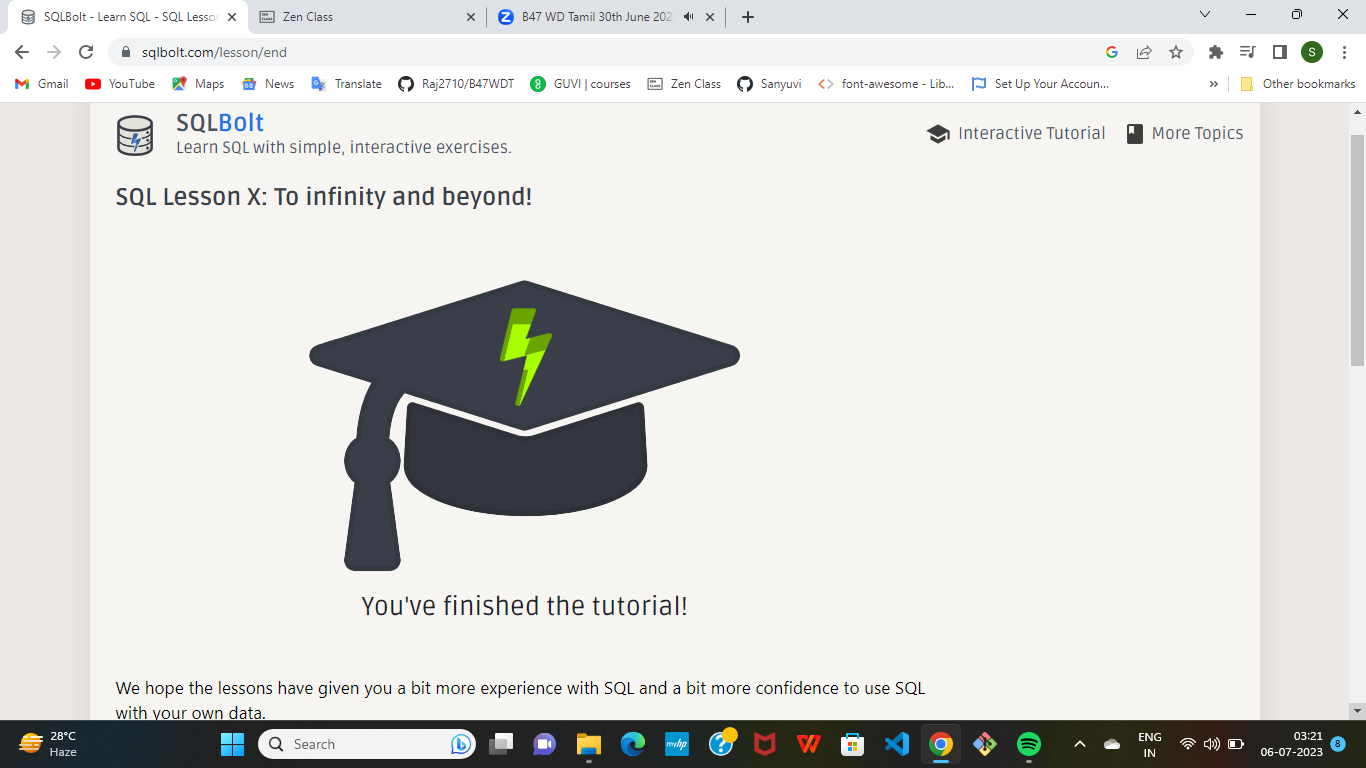 SQLBolt - Learn SQL - SQL Lesson
Zen Class
B47 WD Tamil 30th June 202
sqlbolt.com/lesson/end
S
Gmail
YouTube
Maps
News
Translate
Raj2710/B47WDT
GUVI | courses
Zen Class
Sanyuvi
font-awesome - Lib...
Set Up Your Accoun...
»
Other bookmarks
SQLBolt
Learn SQL with simple, interactive exercises.
Interactive Tutorial
More Topics
SQL Lesson X: To infinity and beyond!
You've finished the tutorial!
We hope the lessons have given you a bit more experience with SQL and a bit more confidence to use SQL
with your own data.
28°C
Haze
Search
ENG
IN
03:21
06-07-2023
8